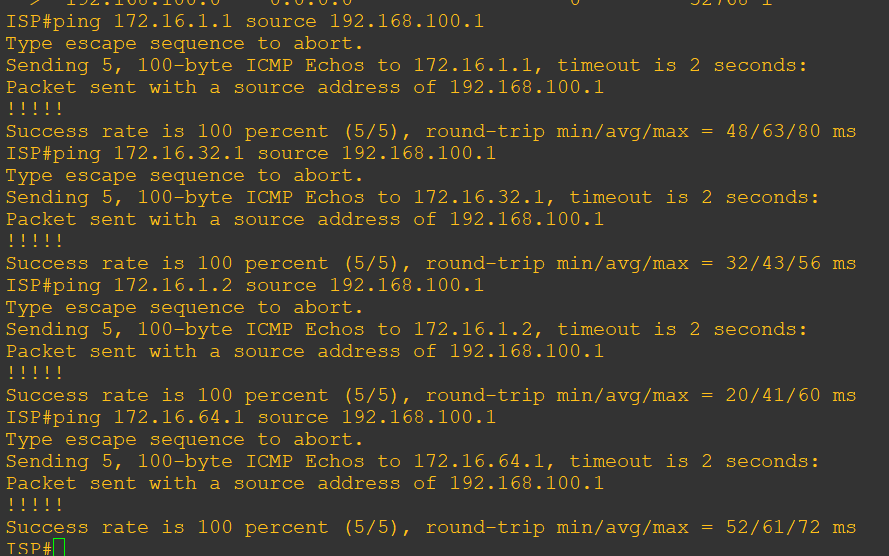 > 192.168.100.0 0.0.0.0 0 32768 i
ISP#ping 172.16.1.1 source 192.168.100.1
Type escape sequence to abort.
Sending 5, 100-byte ICMP Echos to 172.16.1.1, timeout is 2 seconds:
Packet sent with a source address of 192.168.100.1
!!!!!
Success rate is 100 percent (5/5), round-trip min/avg/max = 48/63/80 ms
ISP#ping 172.16.32.1 source 192.168.100.1
Type escape sequence to abort.
Sending 5, 100-byte ICMP Echos to 172.16.32.1, timeout is 2 seconds:
Packet sent with a source address of 192.168.100.1
!!!!!
Success rate is 100 percent (5/5), round-trip min/avg/max = 32/43/56 ms
ISP#ping 172.16.1.2 source 192.168.100.1
Type escape sequence to abort.
Sending 5, 100-byte ICMP Echos to 172.16.1.2, timeout is 2 seconds:
Packet sent with a source address of 192.168.100.1
!!!!!
Success rate is 100 percent (5/5), round-trip min/avg/max = 20/41/60 ms
ISP#ping 172.16.64.1 source 192.168.100.1
Type escape sequence to abort.
Sending 5, 100-byte ICMP Echos to 172.16.64.1, timeout is 2 seconds:
Packet sent with a source address of 192.168.100.1
!!!!!
Success rate is 100 percent (5/5), round-trip min/avg/max = 52/61/72 ms
ISP#